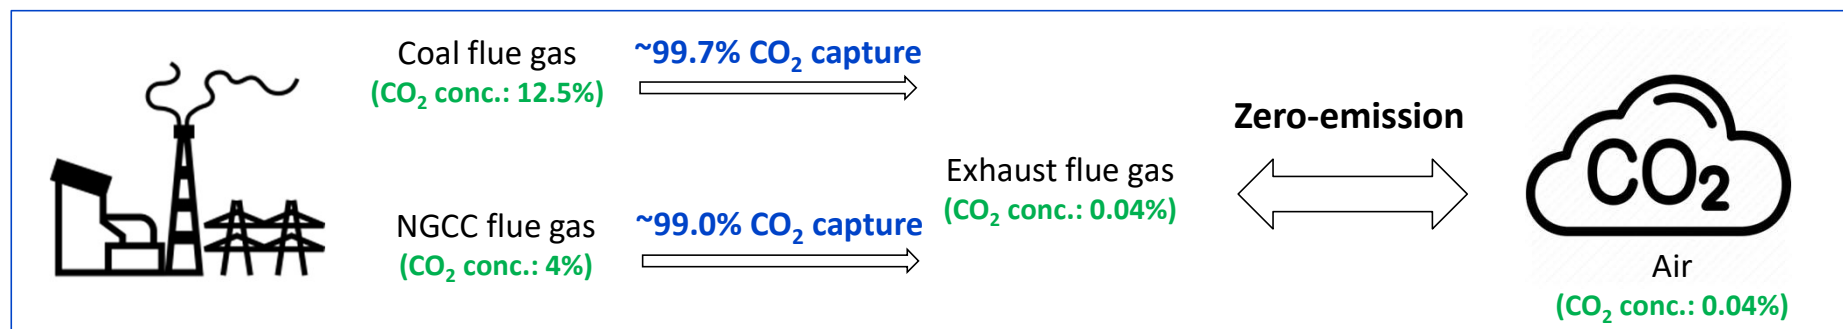 Coal flue gas
(CO₂ conc.: 12.5%)
~99.7% CO₂ capture
NGCC flue gas
(CO₂ conc.: 4%)
~99.0% CO₂ capture
Exhaust flue gas
(CO₂ conc.: 0.04%)
Zero-emission
CO₂
Air
(CO₂ conc.: 0.04%)